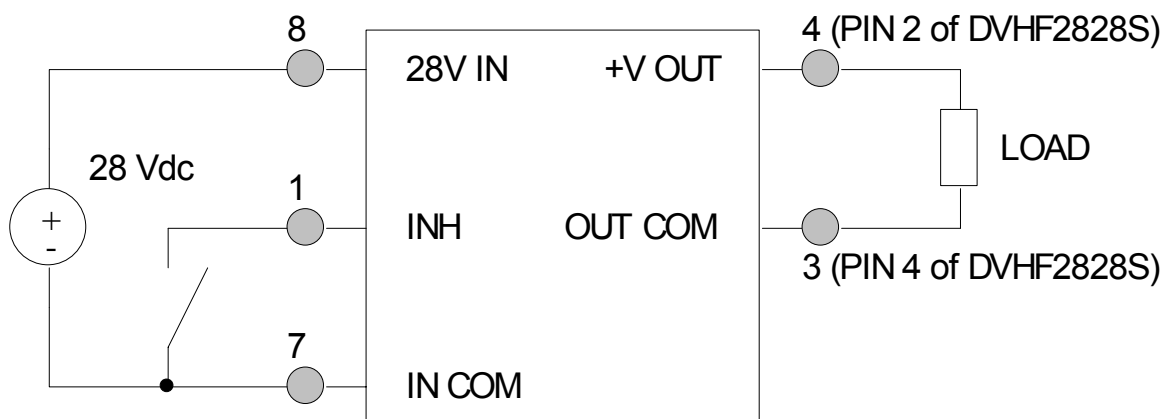 8
4 (PIN 2 of DVHF2828S)
28V IN
+V OUT
28 Vdc
LOAD
1
+
-
INH
OUT COM
3 (PIN 4 of DVHF2828S)
7
IN COM